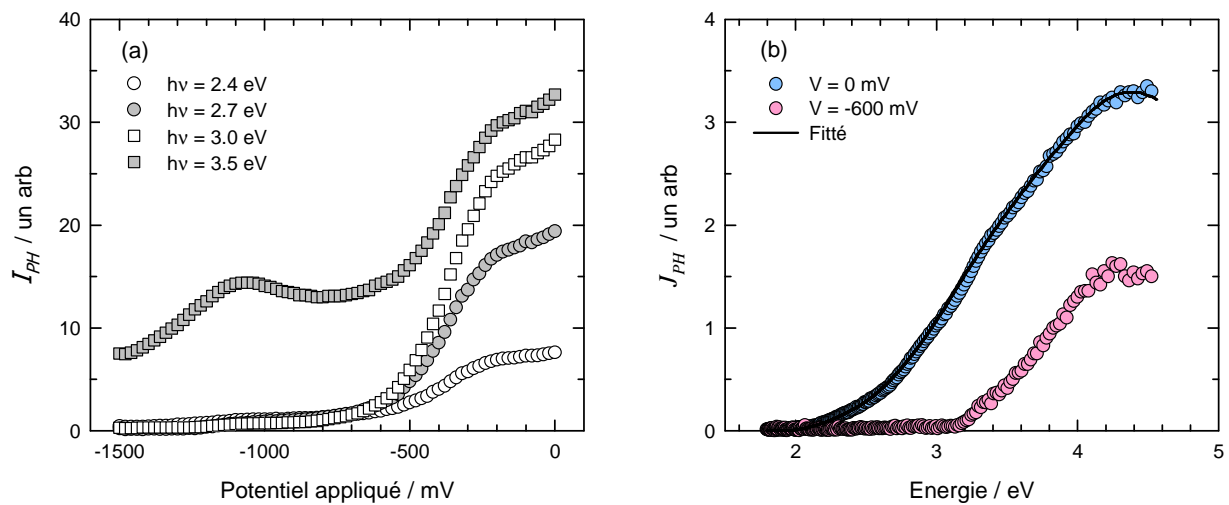 (a)
hν = 2.4 eV
hν = 2.7 eV
hν = 3.0 eV
hν = 3.5 eV
40
30
20
10
0
I_PH / un arb
-1500 -1000 -500 0
Potentiel appliqué / mV
(b)
V = 0 mV
V = -600 mV
Fitté
4
3
2
1
0
J_PH / un arb
2 3 4 5
Energie / eV